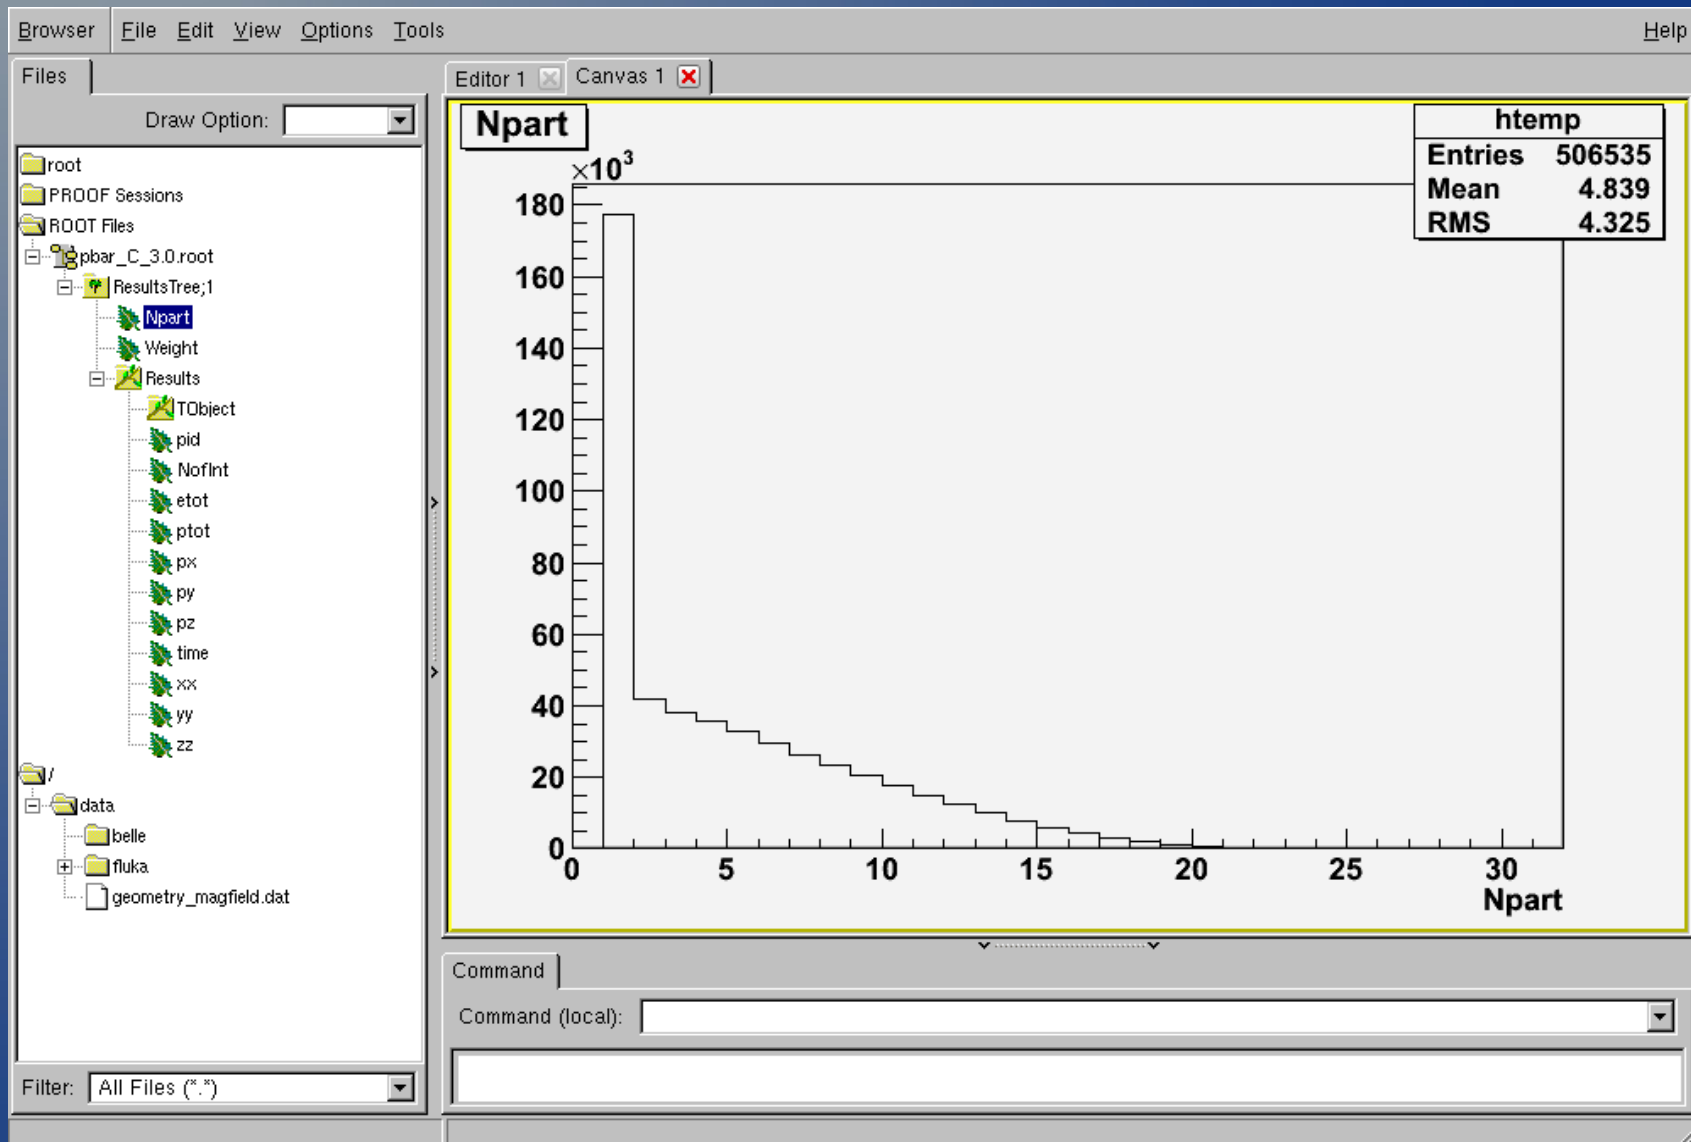 Browser File Edit View Options Tools Help
Files
Draw Option:
root
PROOF Sessions
ROOT Files
pbar_C_3.0.root
ResultsTree;1
Npart
Weight
Results
TObject
pid
NofInt
etot
ptot
px
py
pz
time
xx
yy
zz
/
data
belle
fluka
geometry_magfield.dat
Filter: All Files (*.*)
Editor 1 Canvas 1
Npart
htemp
Entries 506535
Mean 4.839
RMS 4.325
×10³
180
160
140
120
100
80
60
40
20
0
0 5 10 15 20 25 30
Npart
Command
Command (local):